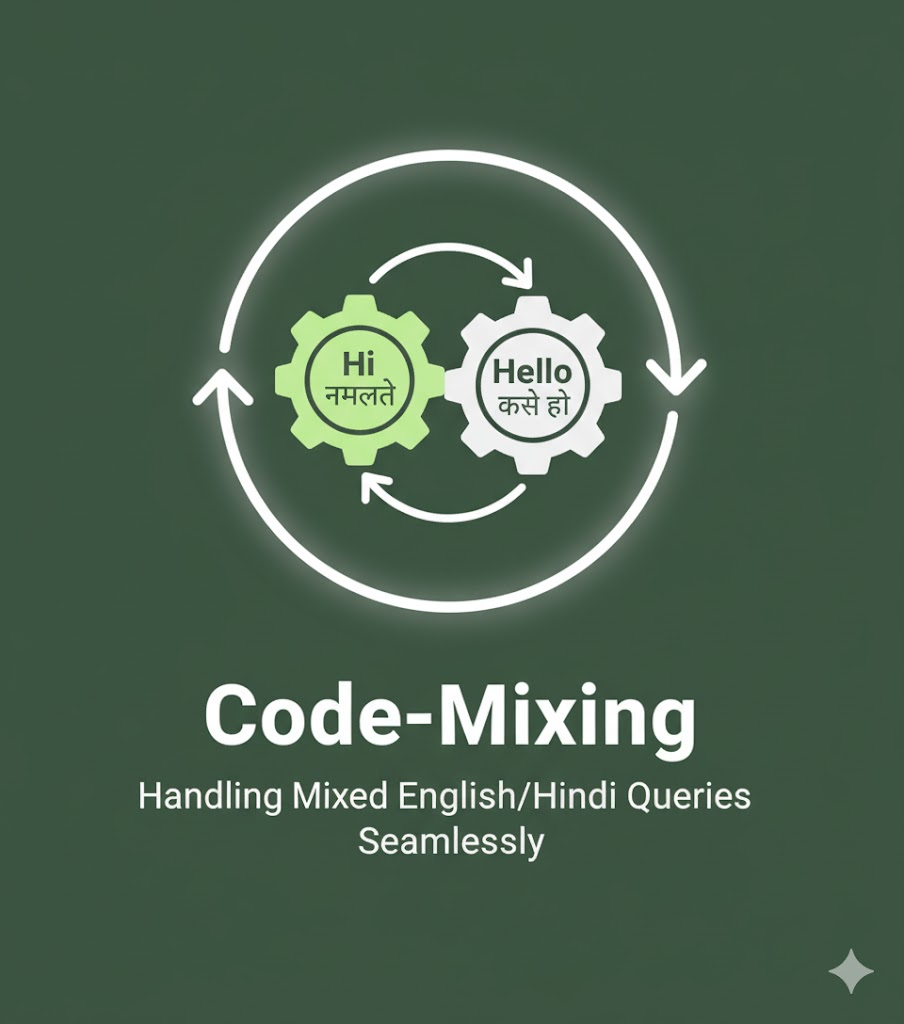 Hi
नमलते
Hello
कसे हो
Code-Mixing
Handling Mixed English/Hindi Queries
Seamlessly